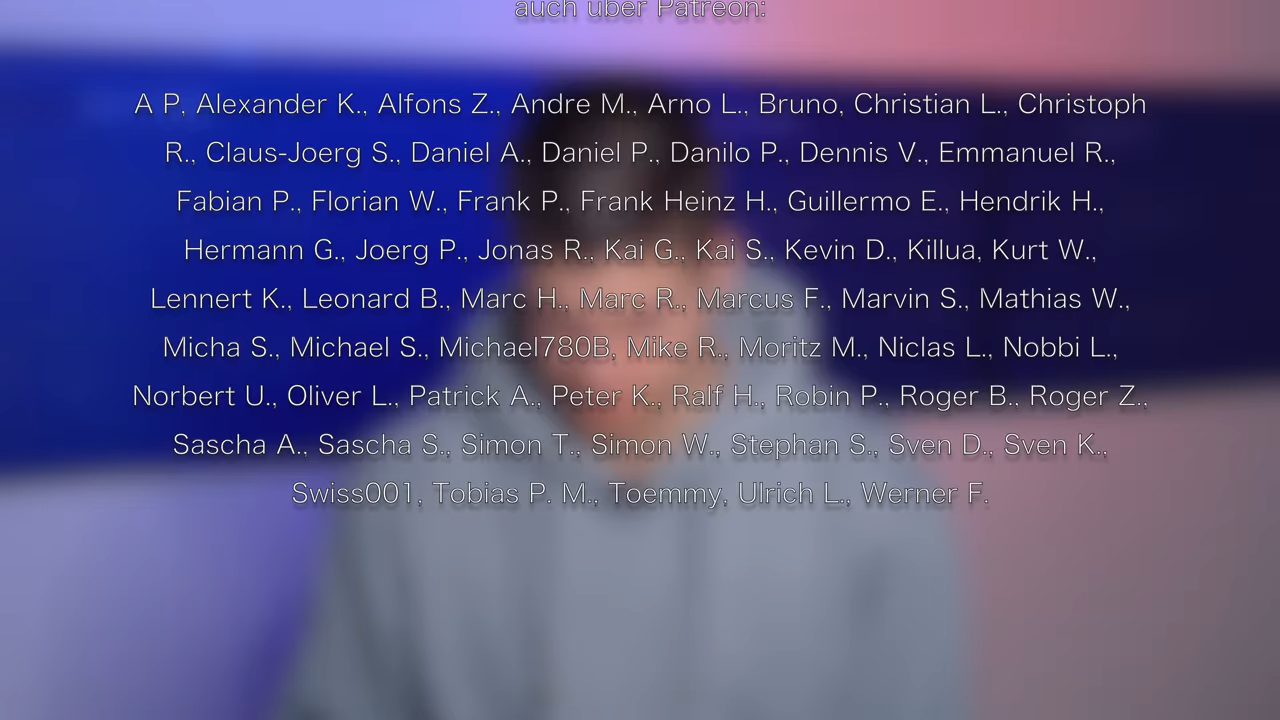 auch über Patreon:
A P, Alexander K., Alfons Z., Andre M., Arno L., Bruno, Christian L., Christoph
R., Claus-Joerg S., Daniel A., Daniel P., Danilo P., Dennis V., Emmanuel R.,
Fabian P., Florian W., Frank P., Frank Heinz H., Guillermo E., Hendrik H.,
Hermann G., Joerg P., Jonas R., Kai G., Kai S., Kevin D., Killua, Kurt W.,
Lennert K., Leonard B., Marc H., Marc R., Marcus F., Marvin S., Mathias W.,
Micha S., Michael S., Michael780B, Mike R., Moritz M., Niclas L., Nobbi L.,
Norbert U., Oliver L., Patrick A., Peter K., Ralf H., Robin P., Roger B., Roger Z.,
Sascha A., Sascha S., Simon T., Simon W., Stephan S., Sven D., Sven K.,
Swiss001, Tobias P. M., Toemmy, Ulrich L., Werner F.